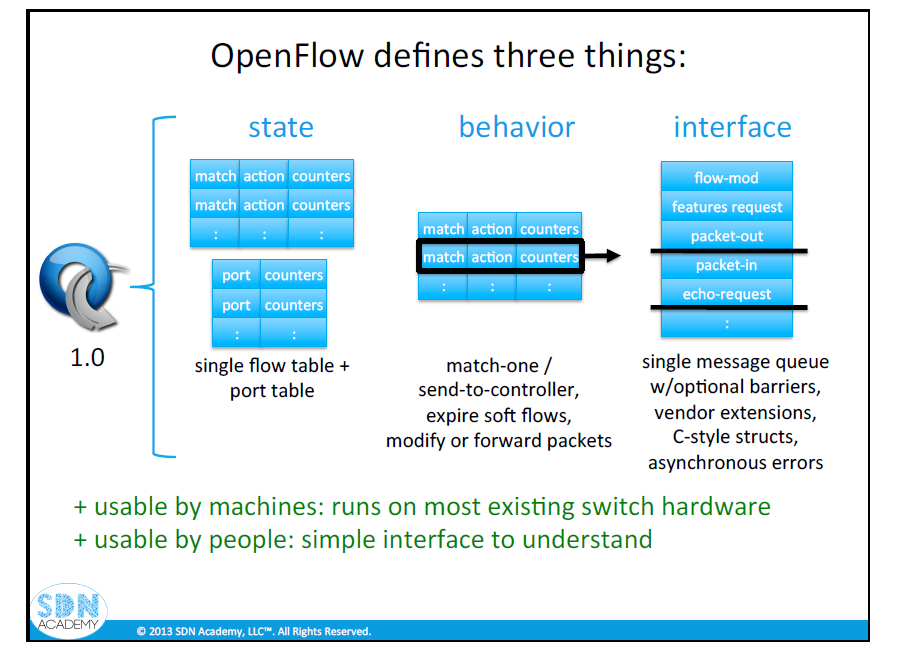 OpenFlow defines three things:
state
behavior
interface
match action counters
match action counters
: : :
port counters
port counters
: :
single flow table +
port table
match action counters
match action counters
: : :
match-one /
send-to-controller,
expire soft flows,
modify or forward packets
flow-mod
features request
packet-out
packet-in
echo-request
:
single message queue
w/optional barriers,
vendor extensions,
C-style structs,
asynchronous errors
1.0
+ usable by machines: runs on most existing switch hardware
+ usable by people: simple interface to understand
SDN
ACADEMY
© 2013 SDN Academy, LLC™. All Rights Reserved.